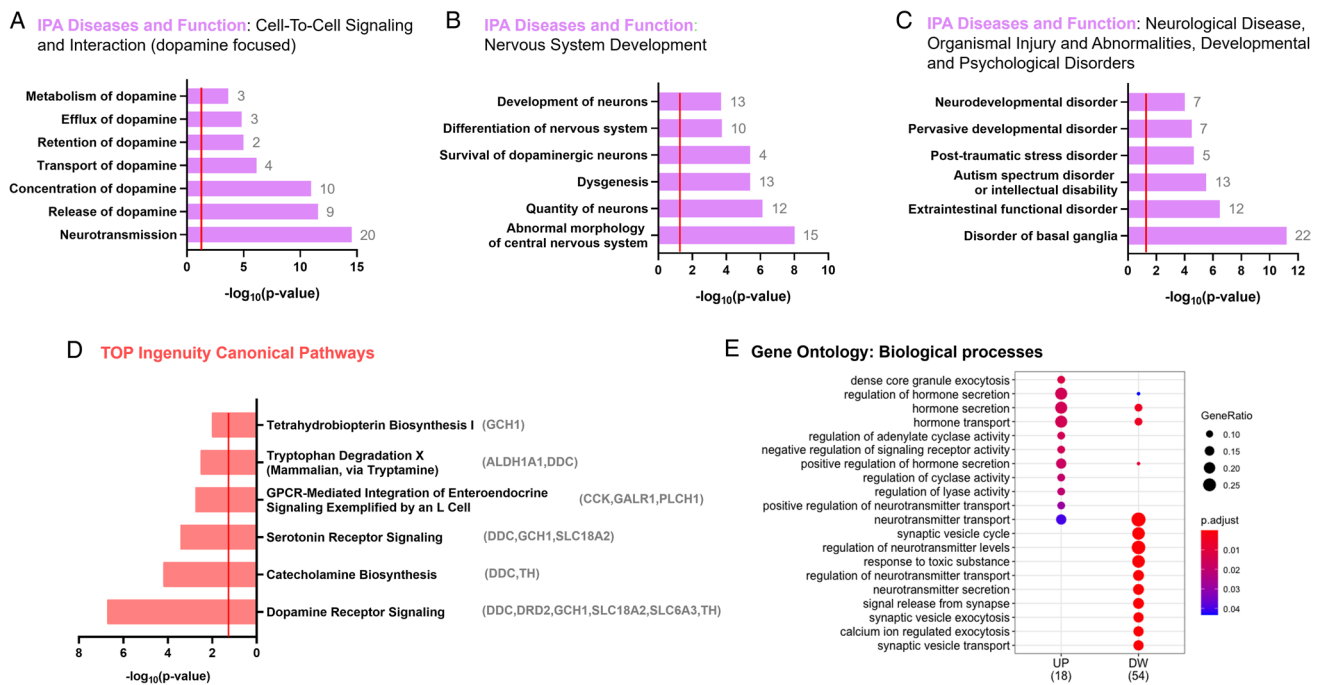 A IPA Diseases and Function: Cell-To-Cell Signaling
and Interaction (dopamine focused)
Metabolism of dopamine 3
Efflux of dopamine 3
Retention of dopamine 2
Transport of dopamine 4
Concentration of dopamine 10
Release of dopamine 9
Neurotransmission 20
0 5 10 15
-log10(p-value)
B IPA Diseases and Function:
Nervous System Development
Development of neurons 13
Differentiation of nervous system 10
Survival of dopaminergic neurons 4
Dysgenesis 13
Quantity of neurons 12
Abnormal morphology
of central nervous system 15
0 2 4 6 8 10
-log10(p-value)
C IPA Diseases and Function: Neurological Disease,
Organismal Injury and Abnormalities, Developmental
and Psychological Disorders
Neurodevelopmental disorder 7
Pervasive developmental disorder 7
Post-traumatic stress disorder 5
Autism spectrum disorder
or intellectual disability 13
Extraintestinal functional disorder 12
Disorder of basal ganglia 22
0 2 4 6 8 10 12
-log10(p-value)
D TOP Ingenuity Canonical Pathways
Tetrahydrobiopterin Biosynthesis I (GCH1)
Tryptophan Degradation X
(Mammalian, via Tryptamine) (ALDH1A1,DDC)
GPCR-Mediated Integration of Enteroendocrine
Signaling Exemplified by an L Cell (CCK,GALR1,PLCH1)
Serotonin Receptor Signaling (DDC,GCH1,SLC18A2)
Catecholamine Biosynthesis (DDC,TH)
Dopamine Receptor Signaling (DDC,DRD2,GCH1,SLC18A2,SLC6A3,TH)
8 6 4 2 0
-log10(p-value)
E Gene Ontology: Biological processes
dense core granule exocytosis
regulation of hormone secretion
hormone secretion
hormone transport
regulation of adenylate cyclase activity
negative regulation of signaling receptor activity
positive regulation of hormone secretion
regulation of cyclase activity
regulation of lyase activity
positive regulation of neurotransmitter transport
neurotransmitter transport
synaptic vesicle cycle
regulation of neurotransmitter levels
response to toxic substance
regulation of neurotransmitter transport
neurotransmitter secretion
signal release from synapse
synaptic vesicle exocytosis
calcium ion regulated exocytosis
synaptic vesicle transport
UP DW
(18) (54)
GeneRatio
0.10
0.15
0.20
0.25
p.adjust
0.01
0.02
0.03
0.04